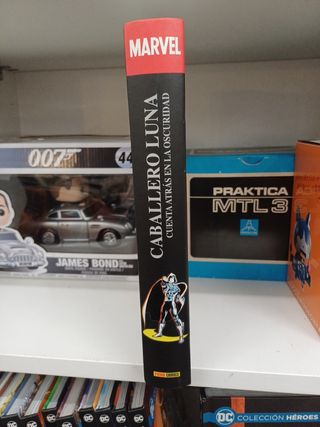 MARVEL
CABALLERO LUNA
CUENTA ATRÁS EN LA OSCURIDAD
007
44
JAMES BOND
PRAKTICA
MTL 3
DC COLECCIÓN HÉROES